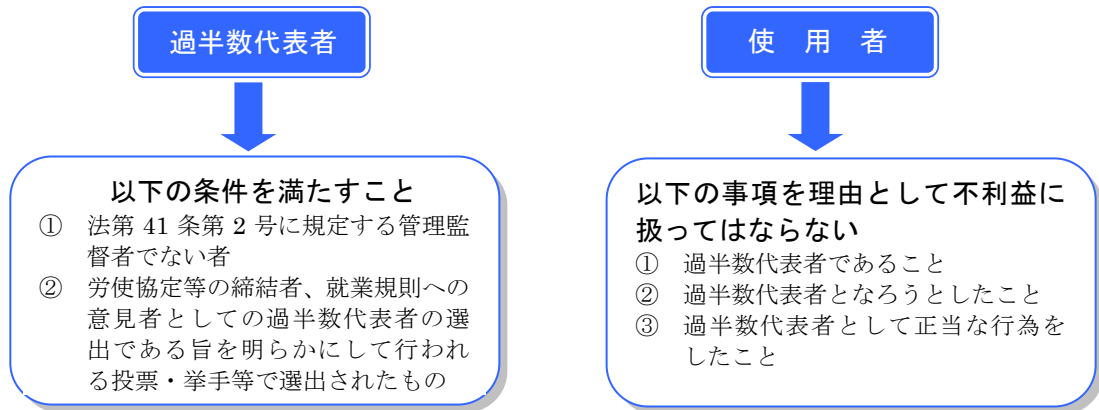 過半数代表者
以下の条件を満たすこと
① 法第 41 条第 2 号に規定する管理監
督者でない者
② 労使協定等の締結者、就業規則への
意見者としての過半数代表者の選
出である旨を明らかにして行われ
る投票・挙手等で選出されたもの
使 用 者
以下の事項を理由として不利益に
扱ってはならない
① 過半数代表者であること
② 過半数代表者となろうとしたこと
③ 過半数代表者として正当な行為を
したこと